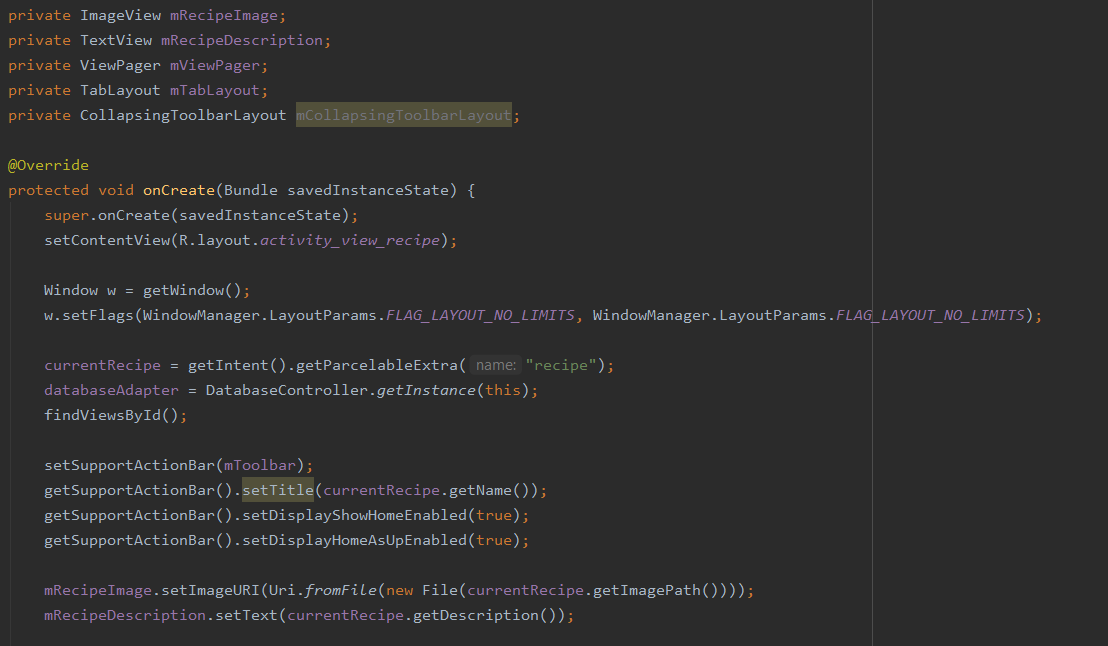 private ImageView mRecipeImage;
private TextView mRecipeDescription;
private ViewPager mViewPager;
private TabLayout mTabLayout;
private CollapsingToolbarLayout mCollapsingToolbarLayout;
@Override
protected void onCreate(Bundle savedInstanceState) {
super.onCreate(savedInstanceState);
setContentView(R.layout.activity_view_recipe);
Window w = getWindow();
w.setFlags(WindowManager.LayoutParams.FLAG_LAYOUT_NO_LIMITS, WindowManager.LayoutParams.FLAG_LAYOUT_NO_LIMITS);
currentRecipe = getIntent().getParcelableExtra( name: "recipe");
databaseAdapter = DatabaseController.getInstance(this);
findViewsById();
setSupportActionBar(mToolbar);
getSupportActionBar().setTitle(currentRecipe.getName());
getSupportActionBar().setDisplayShowHomeEnabled(true);
getSupportActionBar().setDisplayHomeAsUpEnabled(true);
mRecipeImage.setImageURI(Uri.fromFile(new File(currentRecipe.getImagePath())));
mRecipeDescription.setText(currentRecipe.getDescription());